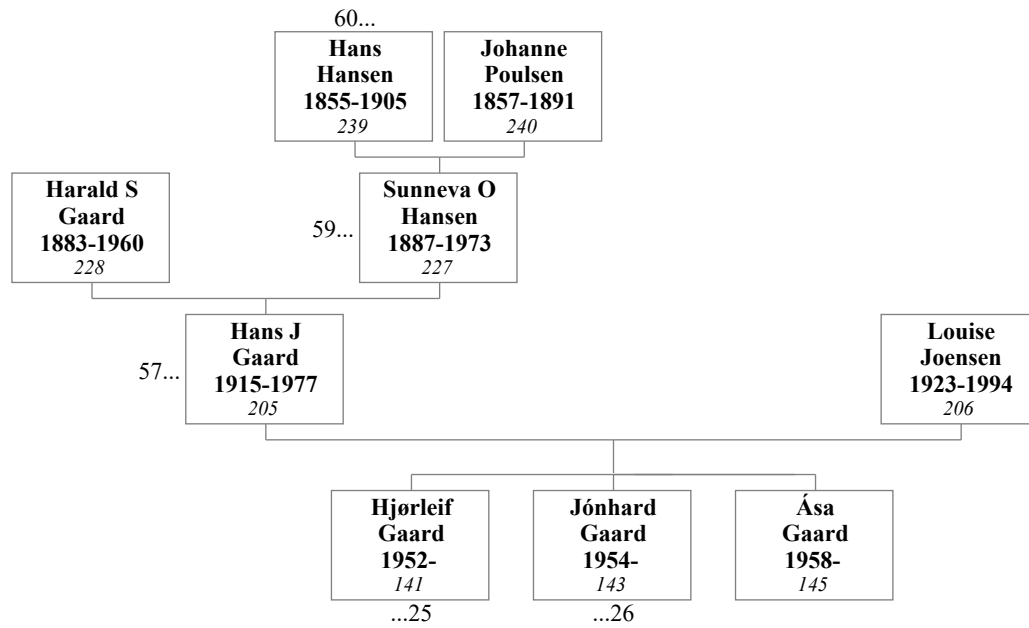 60...
Hans
Hansen
1855-1905
239
Johanne
Poulsen
1857-1891
240
Harald S
Gaard
1883-1960
228
59...
Sunneva O
Hansen
1887-1973
227
57...
Hans J
Gaard
1915-1977
205
Louise
Joensen
1923-1994
206
Hjørleif
Gaard
1952-
141
...25
Jónhard
Gaard
1954-
143
...26
Ása
Gaard
1958-
145